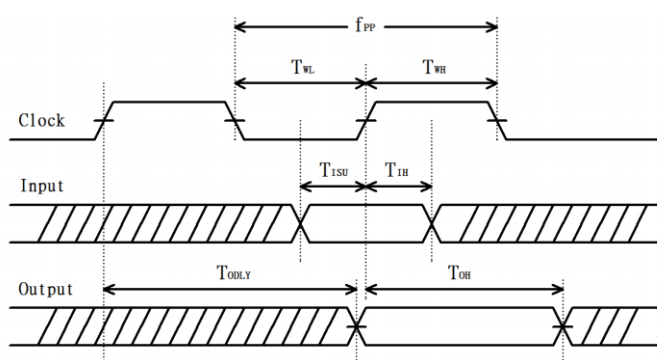 fPP
TWL TWH
Clock
TISU TIH
Input
TODLY TOH
Output